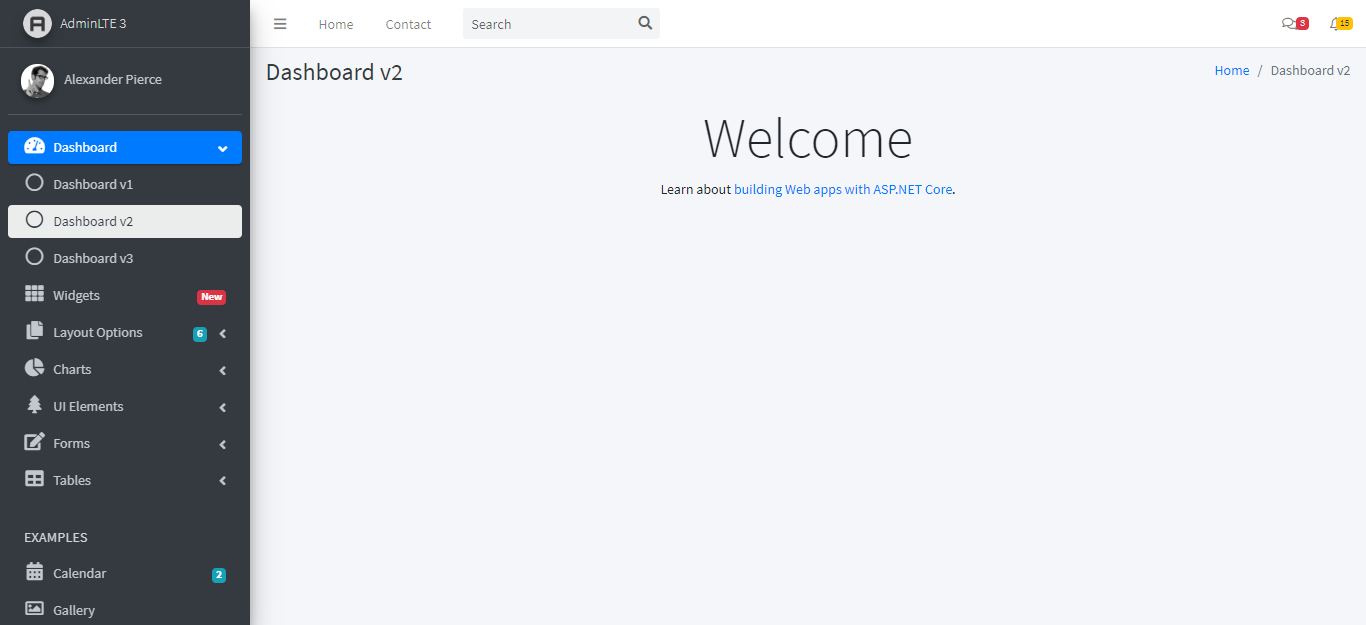 AdminLTE 3
Home
Contact
Search
3
15
Alexander Pierce
Dashboard v2
Home / Dashboard v2
Dashboard
Dashboard v1
Dashboard v2
Dashboard v3
Widgets New
Layout Options 6
Charts
UI Elements
Forms
Tables
EXAMPLES
Calendar 2
Gallery
Welcome
Learn about building Web apps with ASP.NET Core.